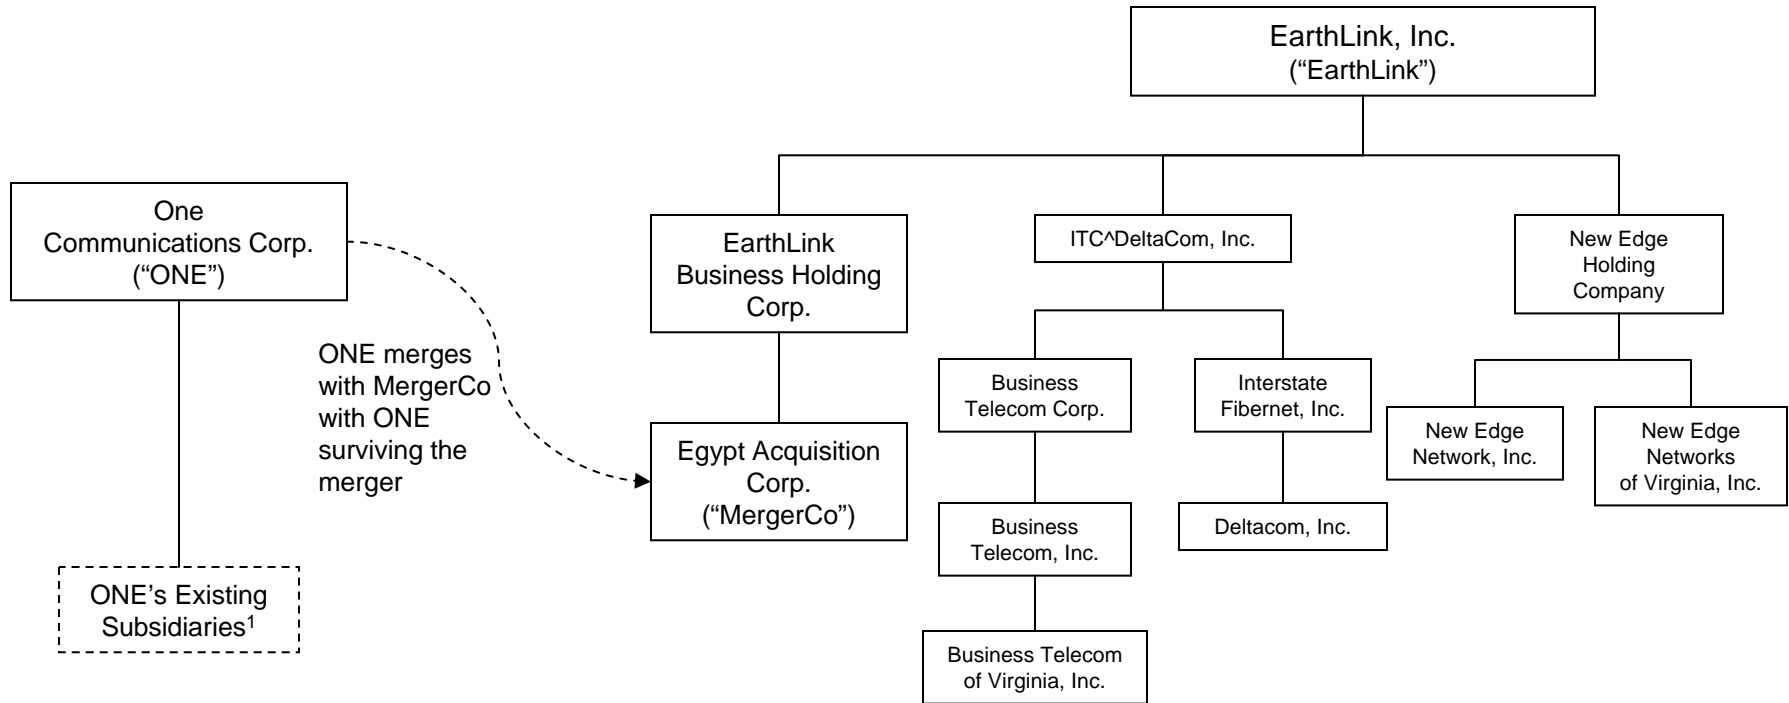 EarthLink, Inc.
(“EarthLink”)
One
Communications Corp.
(“ONE”)
EarthLink
Business Holding
Corp.
ITC^DeltaCom, Inc.
New Edge
Holding
Company
ONE merges
with MergerCo
with ONE
surviving the
merger
Business
Telecom Corp.
Interstate
Fibernet, Inc.
New Edge
Network, Inc.
New Edge
Networks
of Virginia, Inc.
Egypt Acquisition
Corp.
(“MergerCo”)
Business
Telecom, Inc.
Deltacom, Inc.
ONE’s Existing
Subsidiaries¹
Business Telecom
of Virginia, Inc.